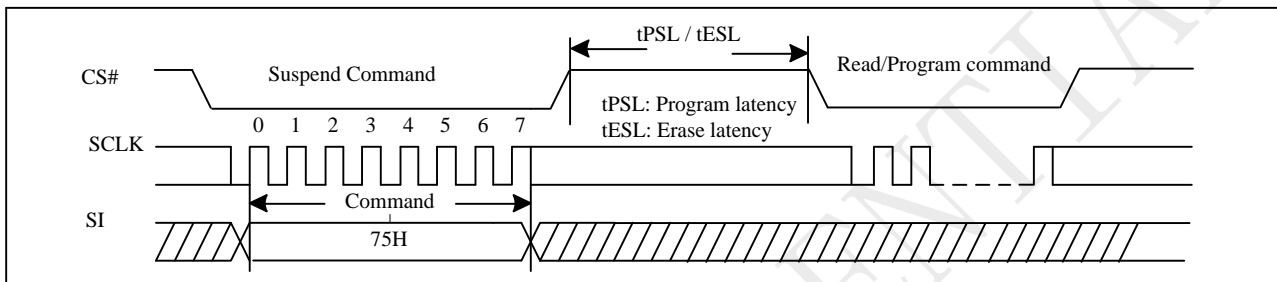 tPSL / tESL
CS#
Suspend Command
Read/Program command
tPSL: Program latency
tESL: Erase latency
0 1 2 3 4 5 6 7
SCLK
Command
SI
75H
ENTIA